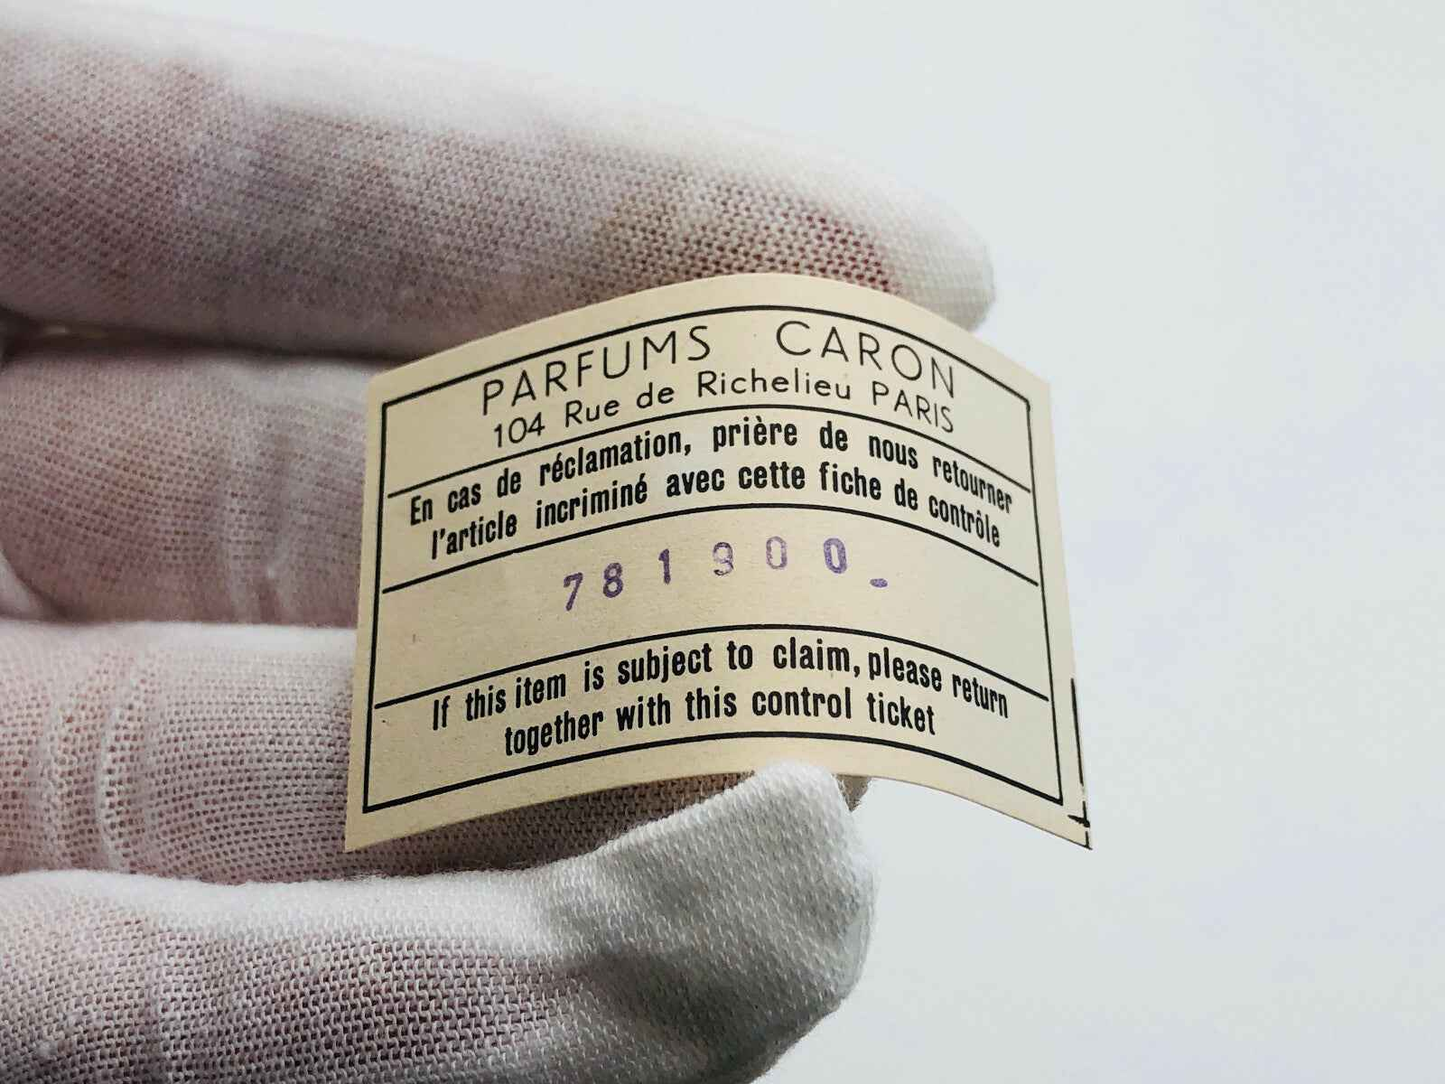 PARFUMS CARON
104 Rue de Richelieu PARIS
En cas de réclamation, prière de nous retourner
l'article incriminé avec cette fiche de contrôle
781900-
If this item is subject to claim, please return
together with this control ticket